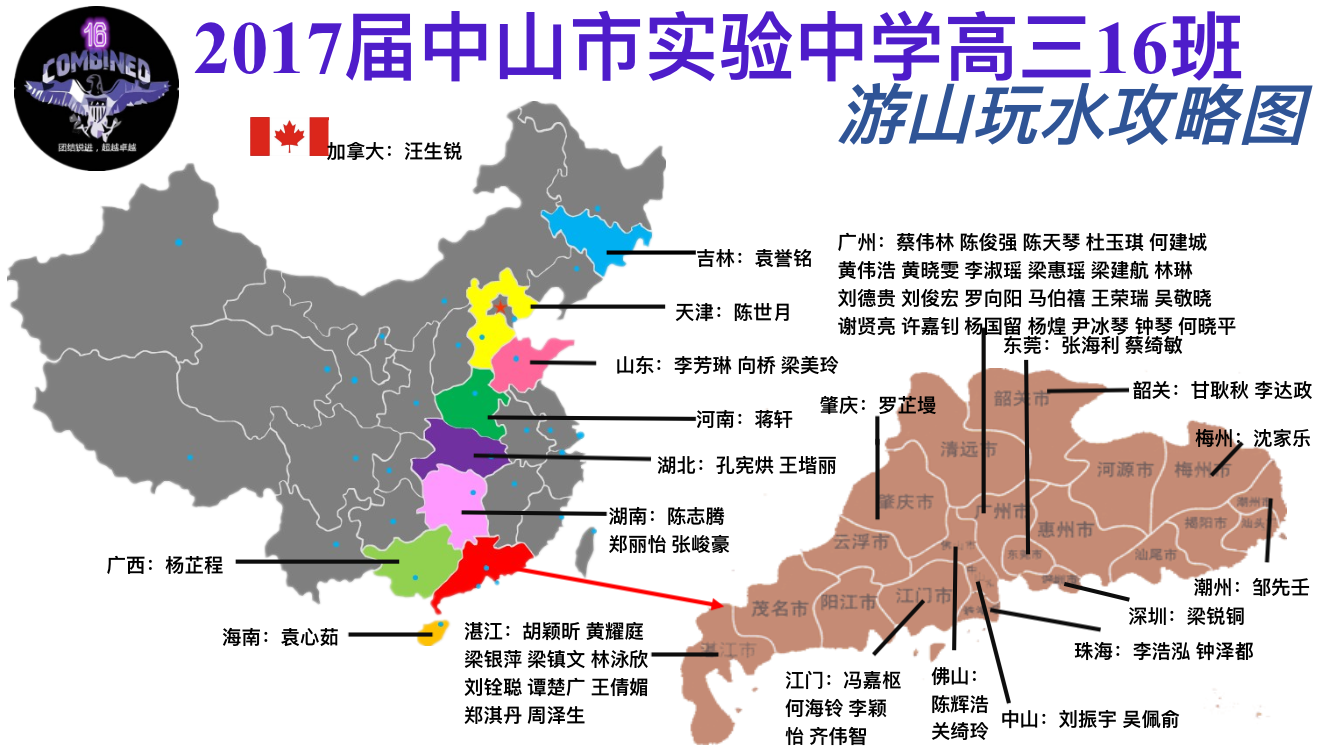 2017届中山市实验中学高三16班
游山玩水攻略图
16
COMBINED
团结锐进，超越卓越
加拿大：汪生锐
吉林：袁誉铭
天津：陈世月
山东：李芳琳 向桥 梁美玲
河南：蒋轩
湖北：孔宪烘 王堦丽
湖南：陈志腾
郑丽怡 张峻豪
广西：杨芷程
海南：袁心茹
湛江：胡颖昕 黄耀庭
梁银萍 梁镇文 林泳欣
刘铨聪 谭楚广 王倩媚
郑淇丹 周泽生
广州：蔡伟林 陈俊强 陈天琴 杜玉琪 何建城
黄伟浩 黄晓雯 李淑瑶 梁惠瑶 梁建航 林琳
刘德贵 刘俊宏 罗向阳 马伯禧 王荣瑞 吴敬晓
谢贤亮 许嘉钊 杨国留 杨煌 尹冰琴 钟琴 何晓平
东莞：张海利 蔡绮敏
肇庆：罗芷墁
韶关：甘耿秋 李达政
梅州：沈家乐
潮州：邹先壬
深圳：梁锐铜
珠海：李浩泓 钟泽都
中山：刘振宇 吴佩俞
佛山：
陈辉浩
关绮玲
江门：冯嘉枢
何海铃 李颖
怡 齐伟智
韶关市
清远市
河源市
梅州市
肇庆市
广州市
惠州市
潮州市
揭阳市
汕头
云浮市
佛山市
东莞市
汕尾市
深圳市
茂名市
阳江市
江门市
湛江市